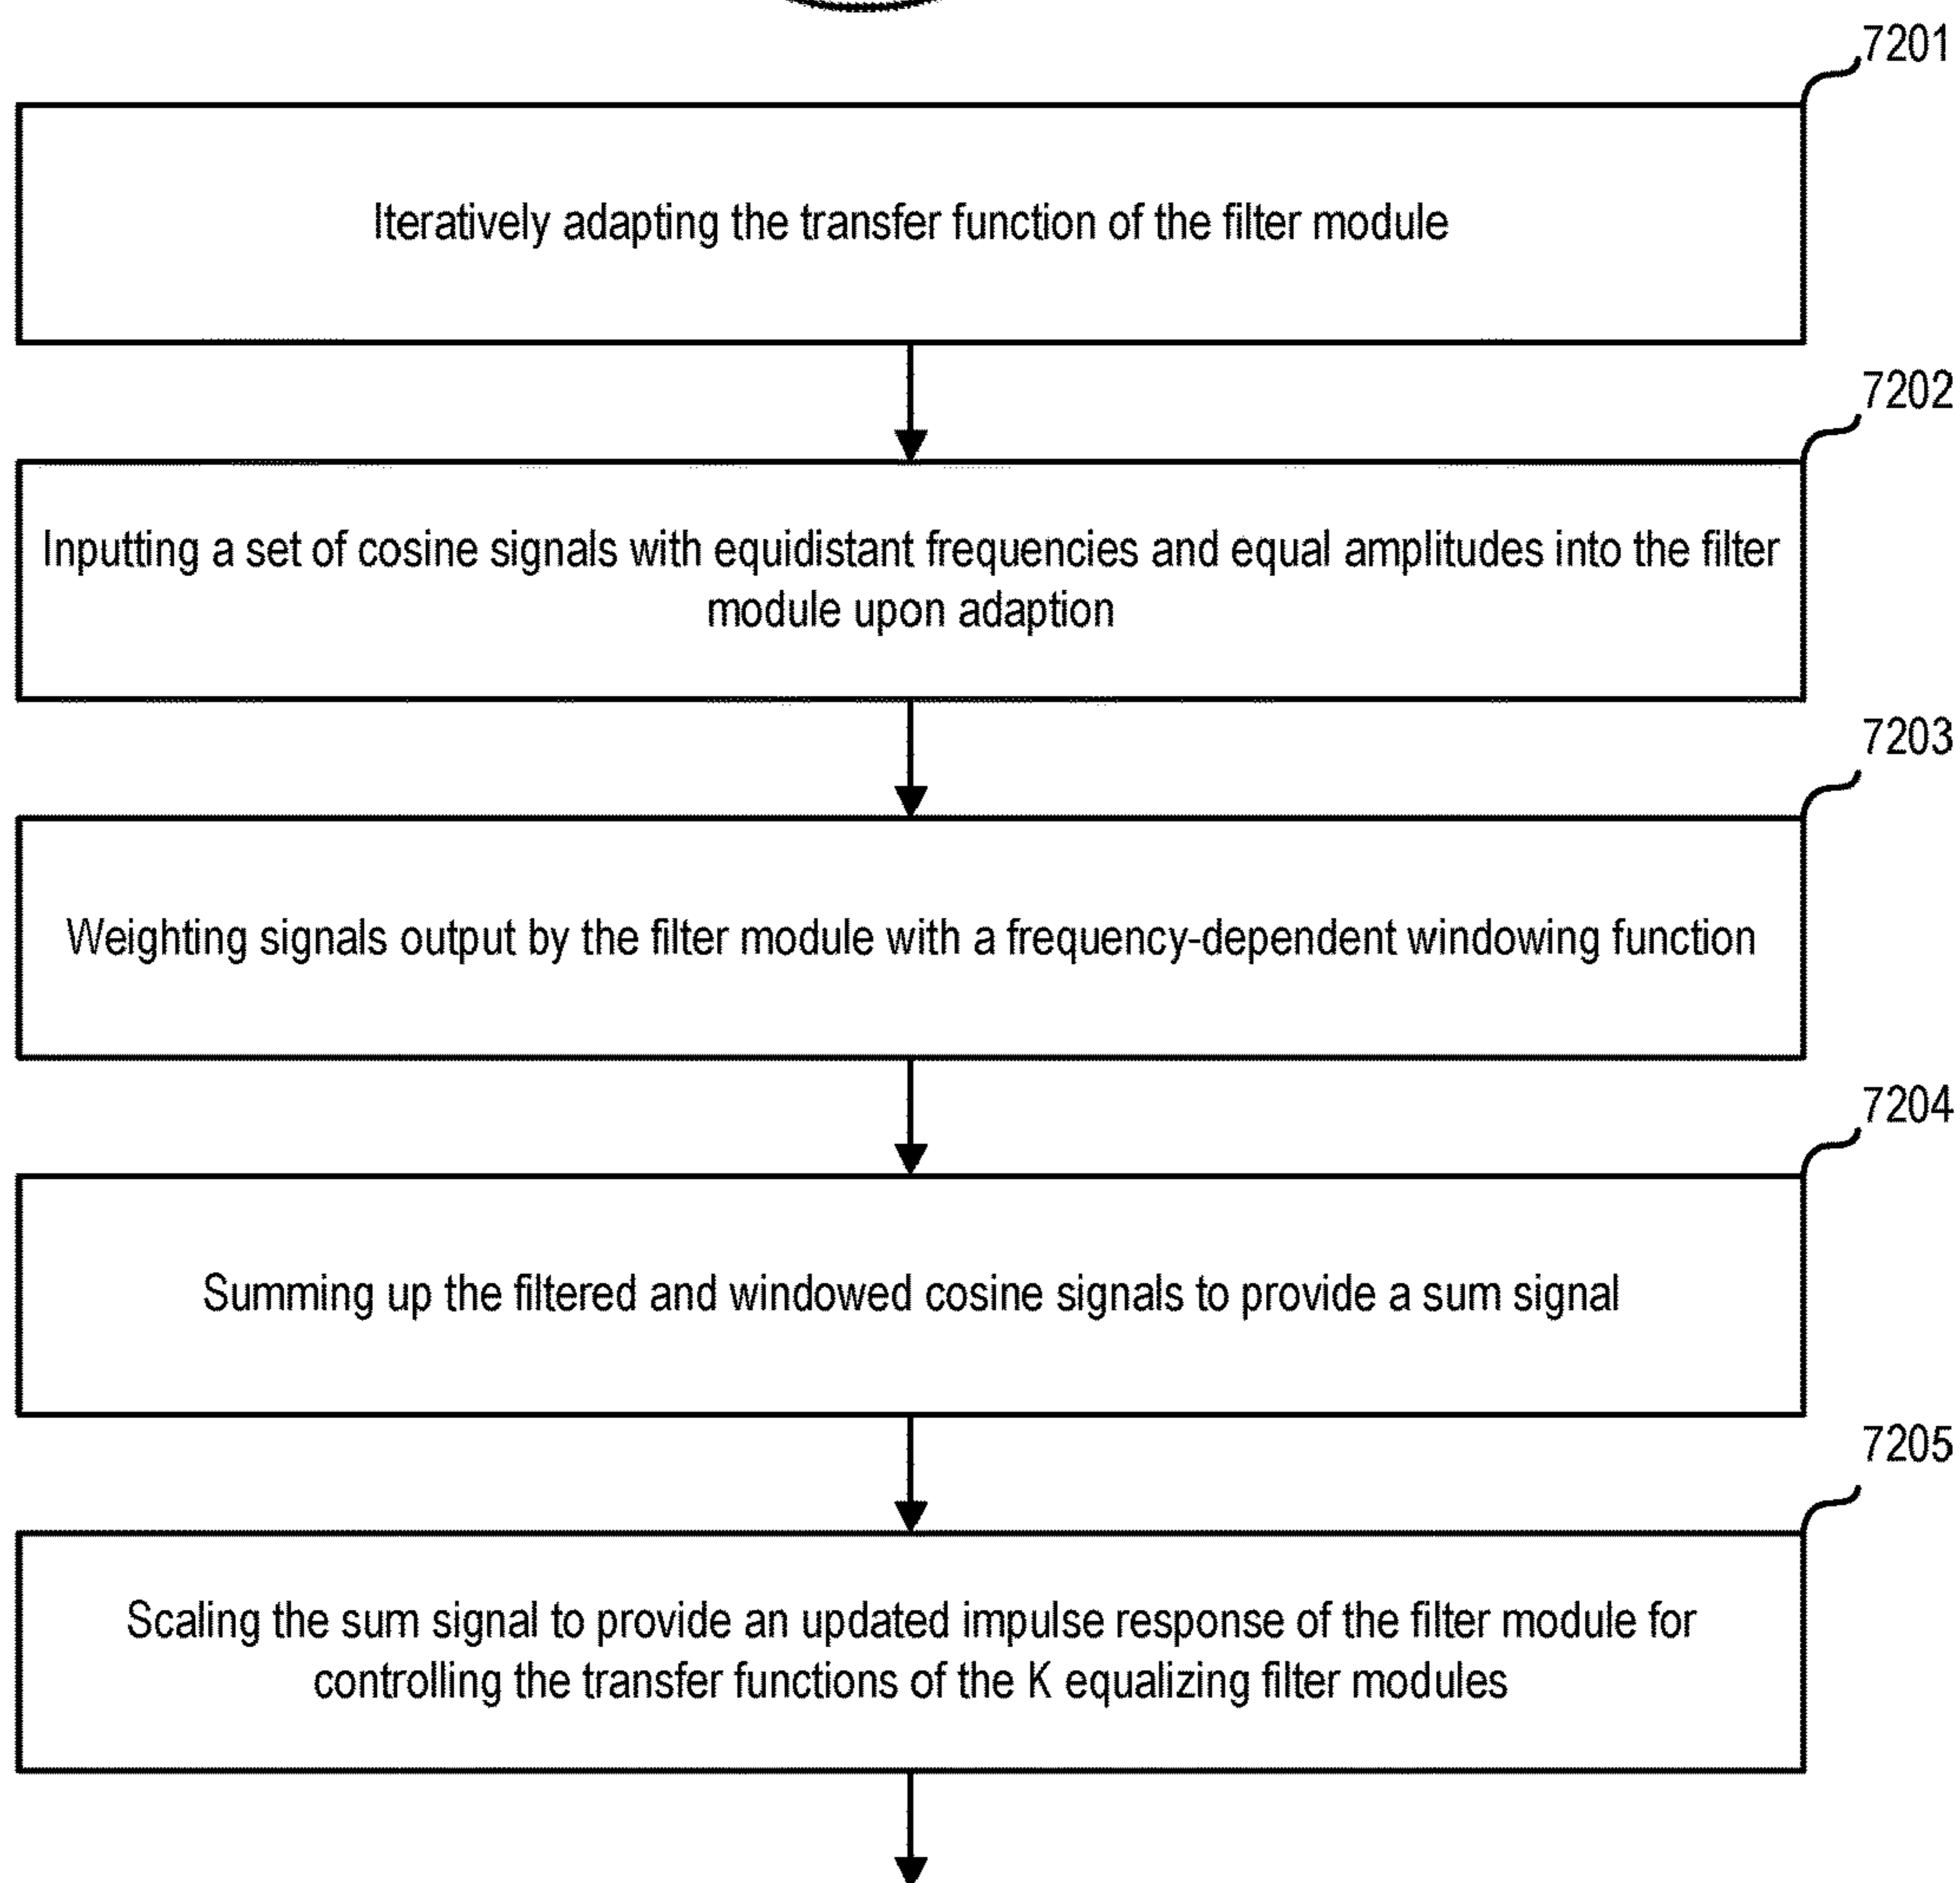 7201
Iteratively adapting the transfer function of the filter module
7202
Inputting a set of cosine signals with equidistant frequencies and equal amplitudes into the filter
module upon adaption
7203
Weighting signals output by the filter module with a frequency-dependent windowing function
7204
Summing up the filtered and windowed cosine signals to provide a sum signal
7205
Scaling the sum signal to provide an updated impulse response of the filter module for
controlling the transfer functions of the K equalizing filter modules